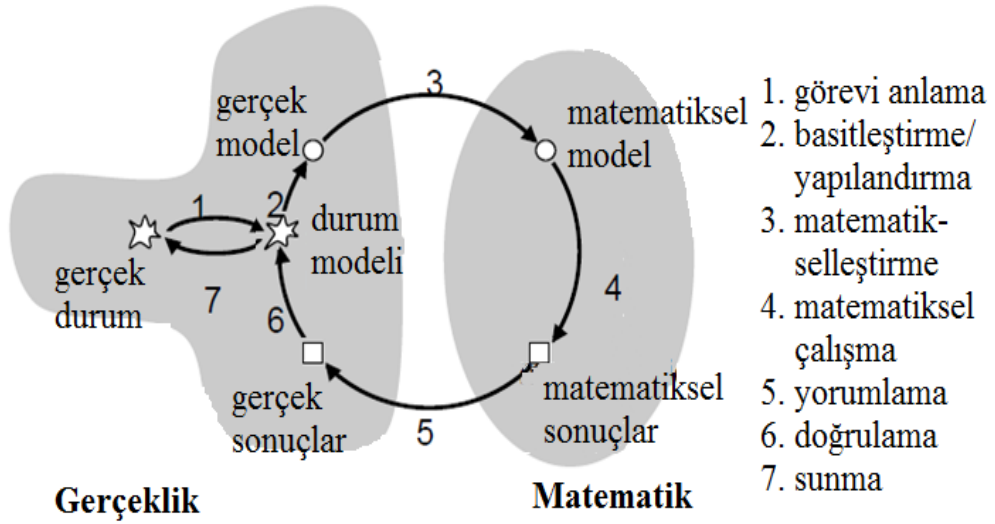 gerçek
model
3
matematiksel
model
1
2
durum
modeli
gerçek
durum
7
6
4
gerçek
sonuçlar
5
matematiksel
sonuçlar
Gerçeklik
Matematik
1. görevi anlama
2. basitleştirme/
yapılandırma
3. matematik-
selleştirme
4. matematiksel
çalışma
5. yorumlama
6. doğrulama
7. sunma